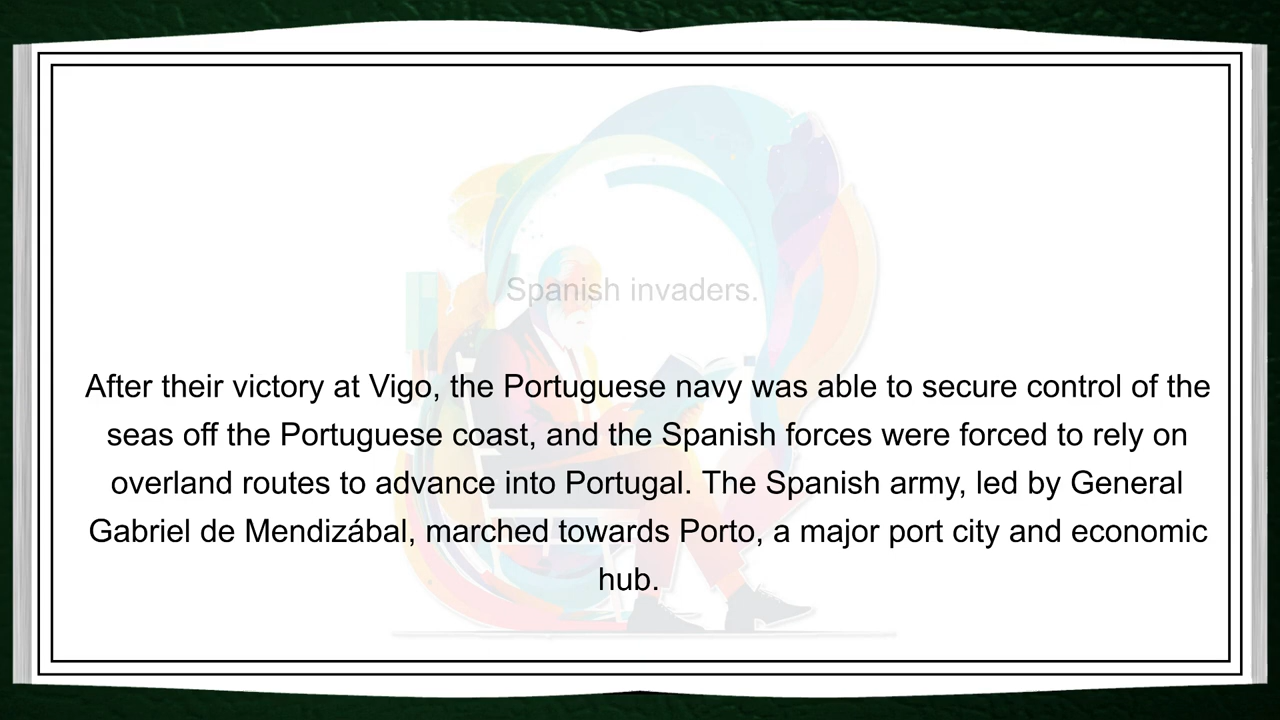 Spanish invaders.
After their victory at Vigo, the Portuguese navy was able to secure control of the
seas off the Portuguese coast, and the Spanish forces were forced to rely on
overland routes to advance into Portugal. The Spanish army, led by General
Gabriel de Mendizábal, marched towards Porto, a major port city and economic
hub.